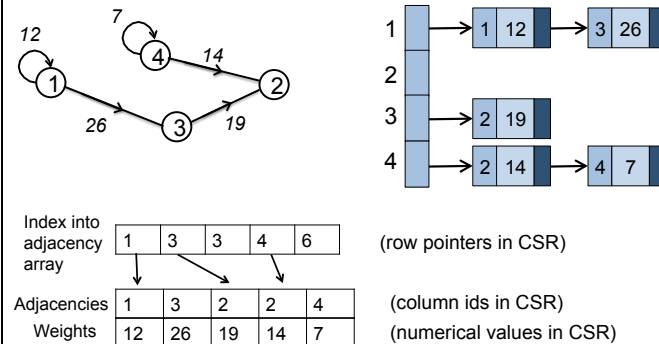 12
7
4
14
1
2
26
3
19
1 1 12 3 26
2
3 2 19
4 2 14 4 7
Index into
adjacency
array
1 3 3 4 6
(row pointers in CSR)
Adjacencies 1 3 2 2 4 (column ids in CSR)
Weights 12 26 19 14 7 (numerical values in CSR)